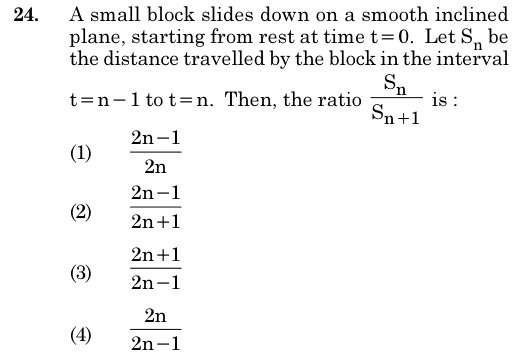 24. A small block slides down on a smooth inclined
plane, starting from rest at time t=0. Let Sₙ be
the distance travelled by the block in the interval
t=n−1 to t=n. Then, the ratio Sₙ/Sₙ₊₁ is :
(1) (2n−1)/(2n)
(2) (2n−1)/(2n+1)
(3) (2n+1)/(2n−1)
(4) (2n)/(2n−1)